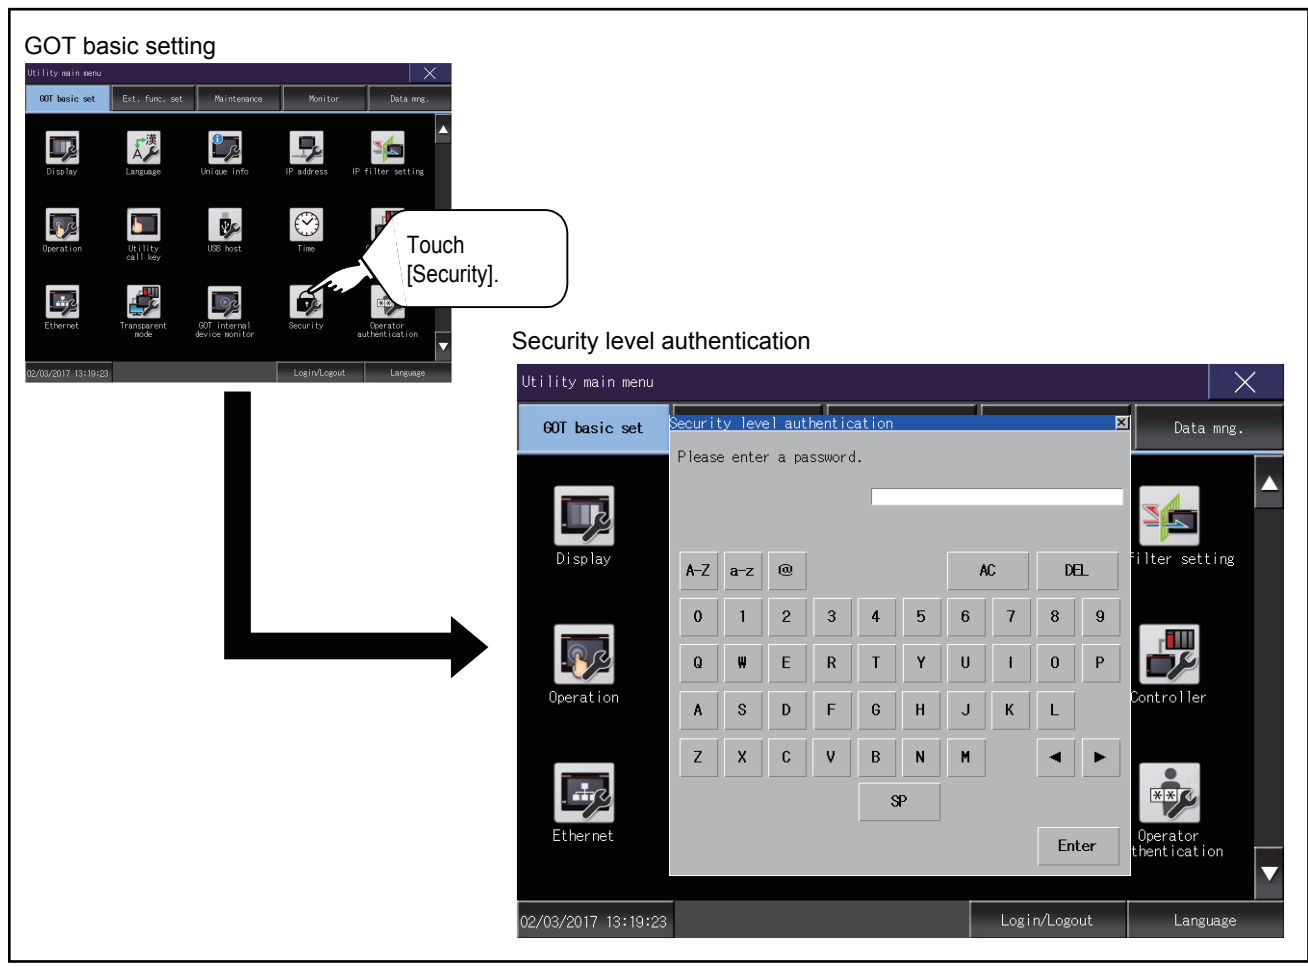 GOT basic setting
Utility main menu
GOT basic set Ext. func. set Maintenance Monitor Data mng.
Display Language Unique info IP address IP filter setting
Operation Utility call key USB host Time
Touch
[Security].
Ethernet Transparent mode GOT internal device monitor Security Operator authentication
02/03/2017 13:19:23 Login/Logout Language
Security level authentication
Utility main menu
GOT basic set Data mng.
Security level authentication
Please enter a password.
Display filter setting
A-Z a-z @ AC DEL
0 1 2 3 4 5 6 7 8 9
Q W E R T Y U I O P
Operation Controller
A S D F G H J K L
Z X C V B N M ◀ ▶
SP
Ethernet Operator
Enter
thentication
02/03/2017 13:19:23 Login/Logout Language